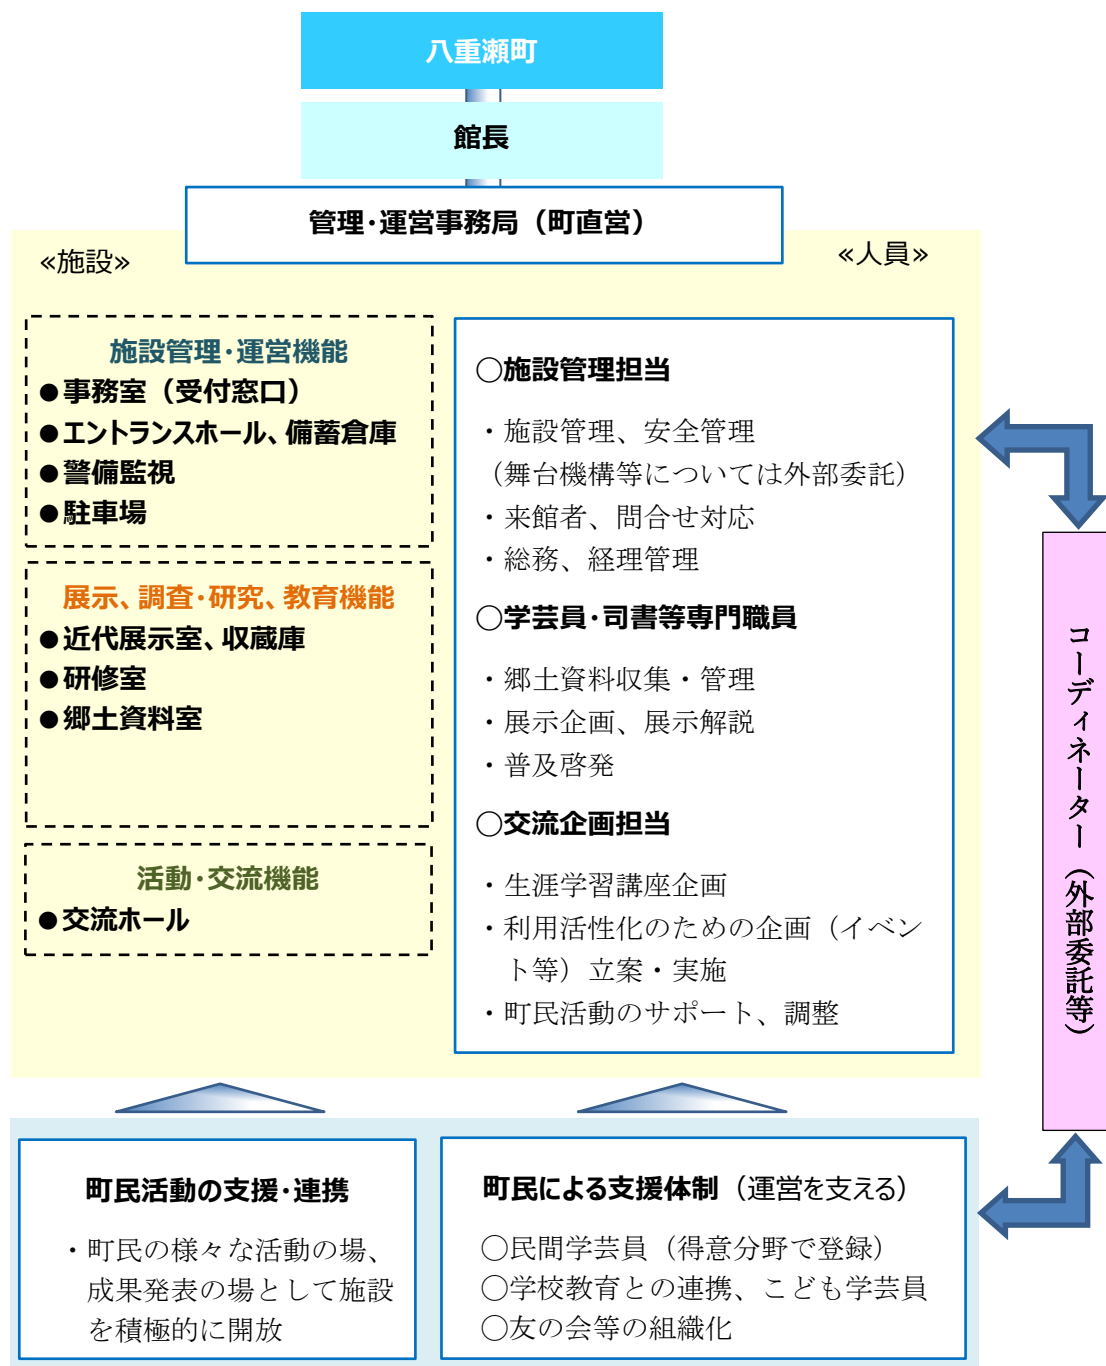 八重瀬町
館長
管理・運営事務局（町直営）
«施設»
«人員»
施設管理・運営機能
●事務室（受付窓口）
●エントランスホール、備蓄倉庫
●警備監視
●駐車場
展示、調査・研究、教育機能
●近代展示室、収蔵庫
●研修室
●郷土資料室
活動・交流機能
●交流ホール
○施設管理担当
・施設管理、安全管理
（舞台機構等については外部委託）
・来館者、問合せ対応
・総務、経理管理
○学芸員・司書等専門職員
・郷土資料収集・管理
・展示企画、展示解説
・普及啓発
○交流企画担当
・生涯学習講座企画
・利用活性化のための企画（イベン
ト等）立案・実施
・町民活動のサポート、調整
コーディネーター（外部委託等）
町民活動の支援・連携
・町民の様々な活動の場、
成果発表の場として施設
を積極的に開放
町民による支援体制（運営を支える）
○民間学芸員（得意分野で登録）
○学校教育との連携、こども学芸員
○友の会等の組織化